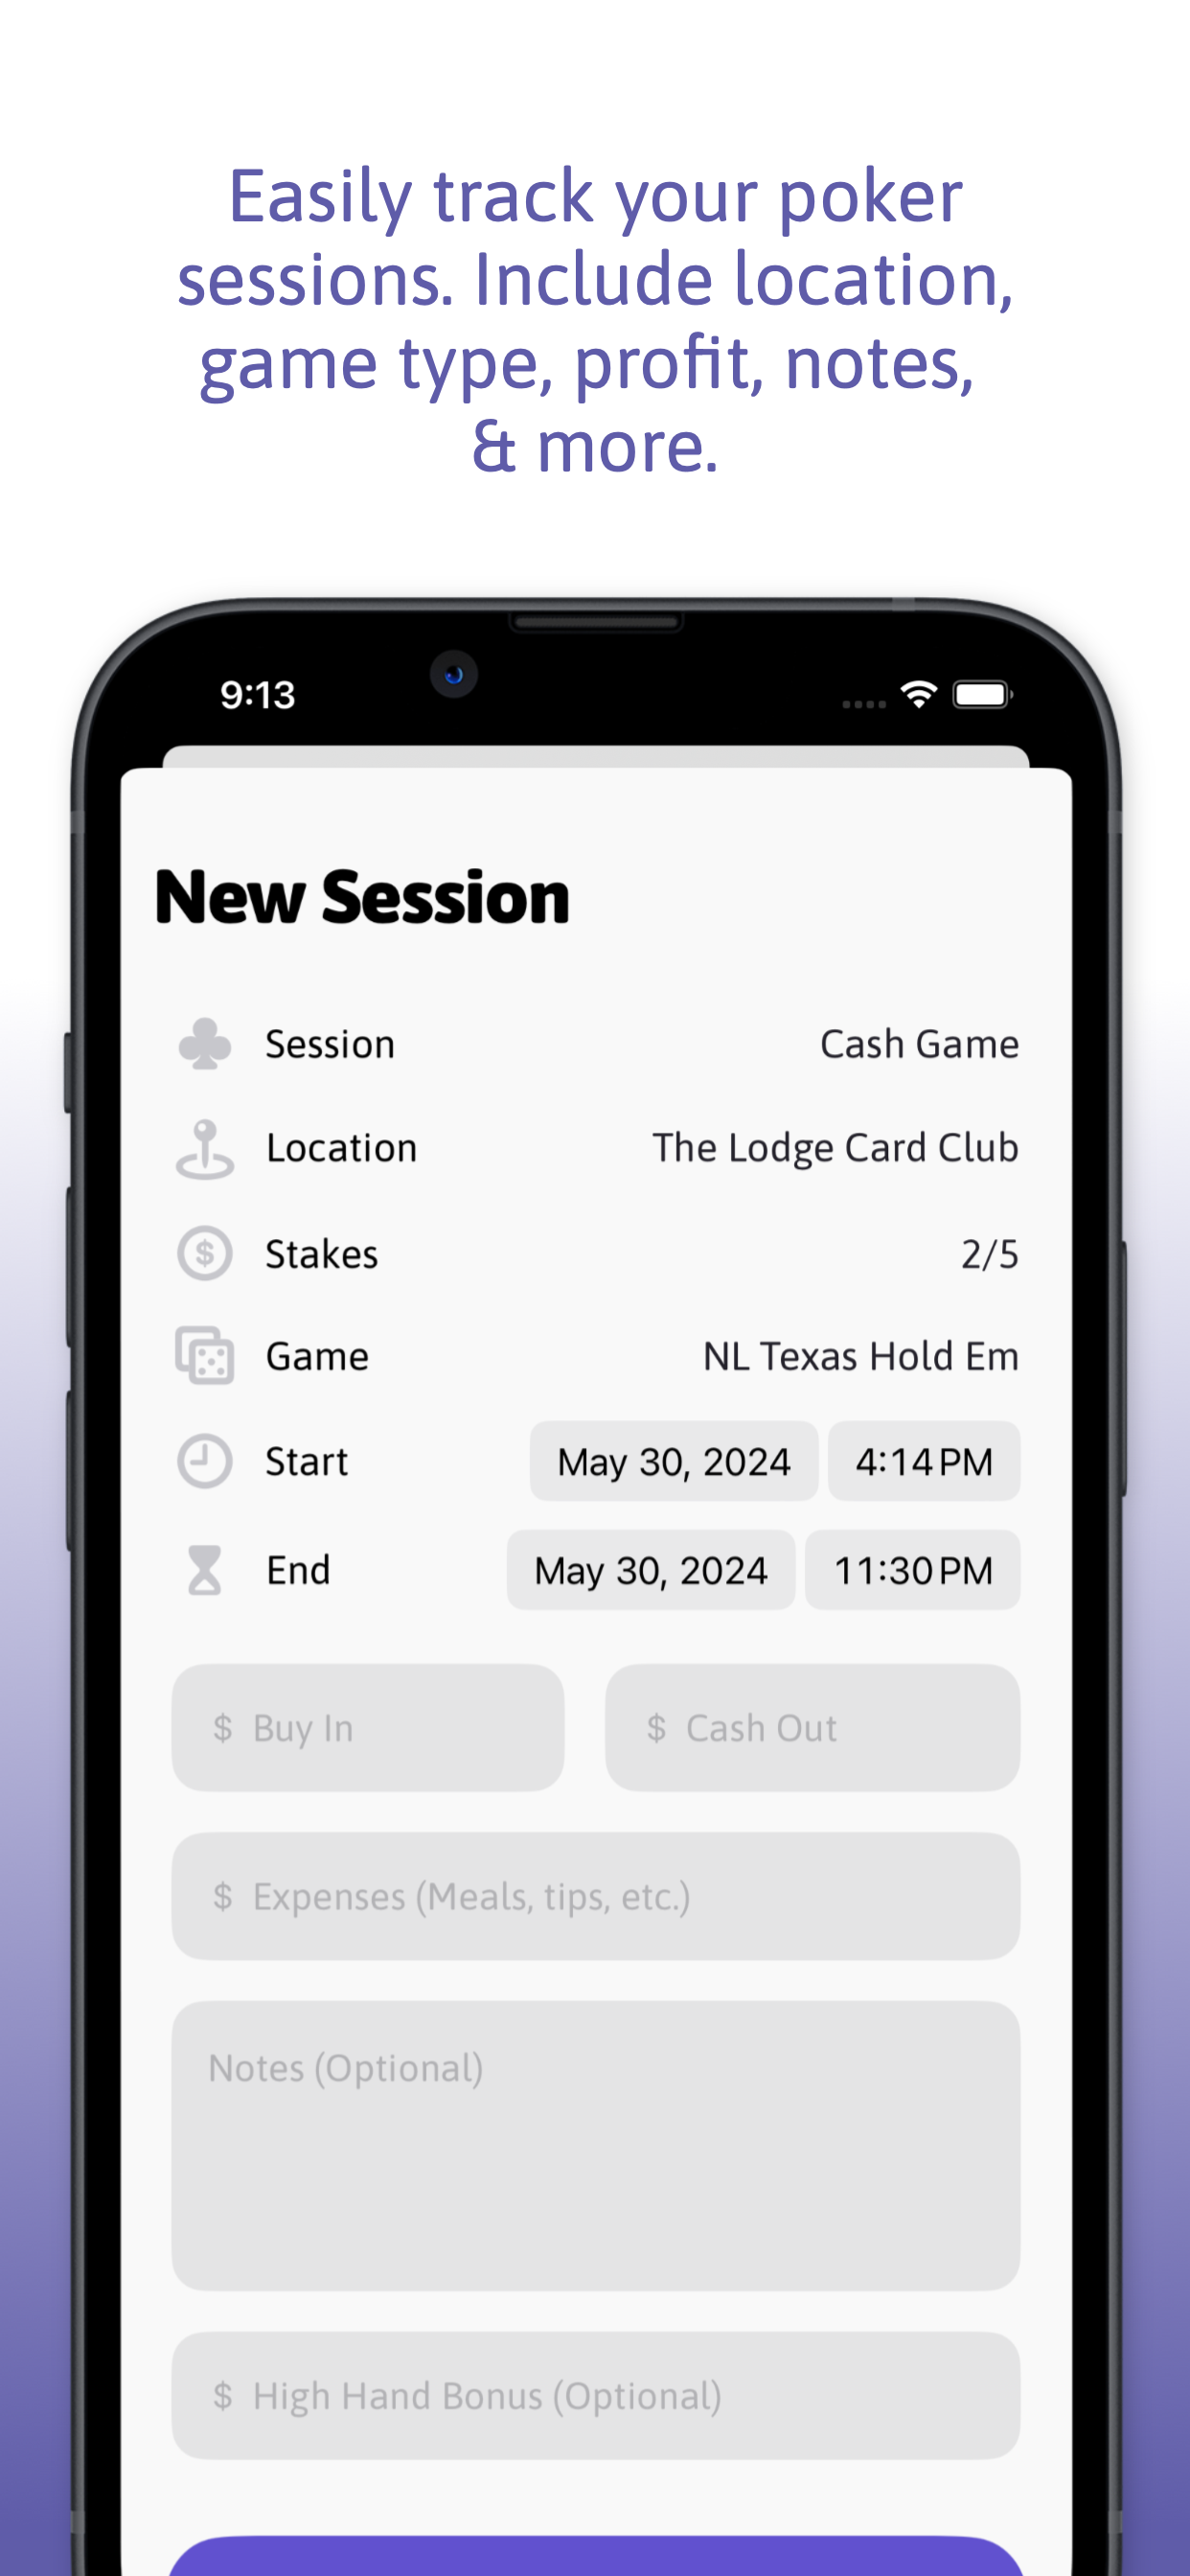 Easily track your poker
sessions. Include location,
game type, profit, notes,
& more.
9:13
New Session
Session Cash Game
Location The Lodge Card Club
$ Stakes 2/5
Game NL Texas Hold Em
Start May 30, 2024 4:14 PM
End May 30, 2024 11:30 PM
$ Buy In $ Cash Out
$ Expenses (Meals, tips, etc.)
Notes (Optional)
$ High Hand Bonus (Optional)